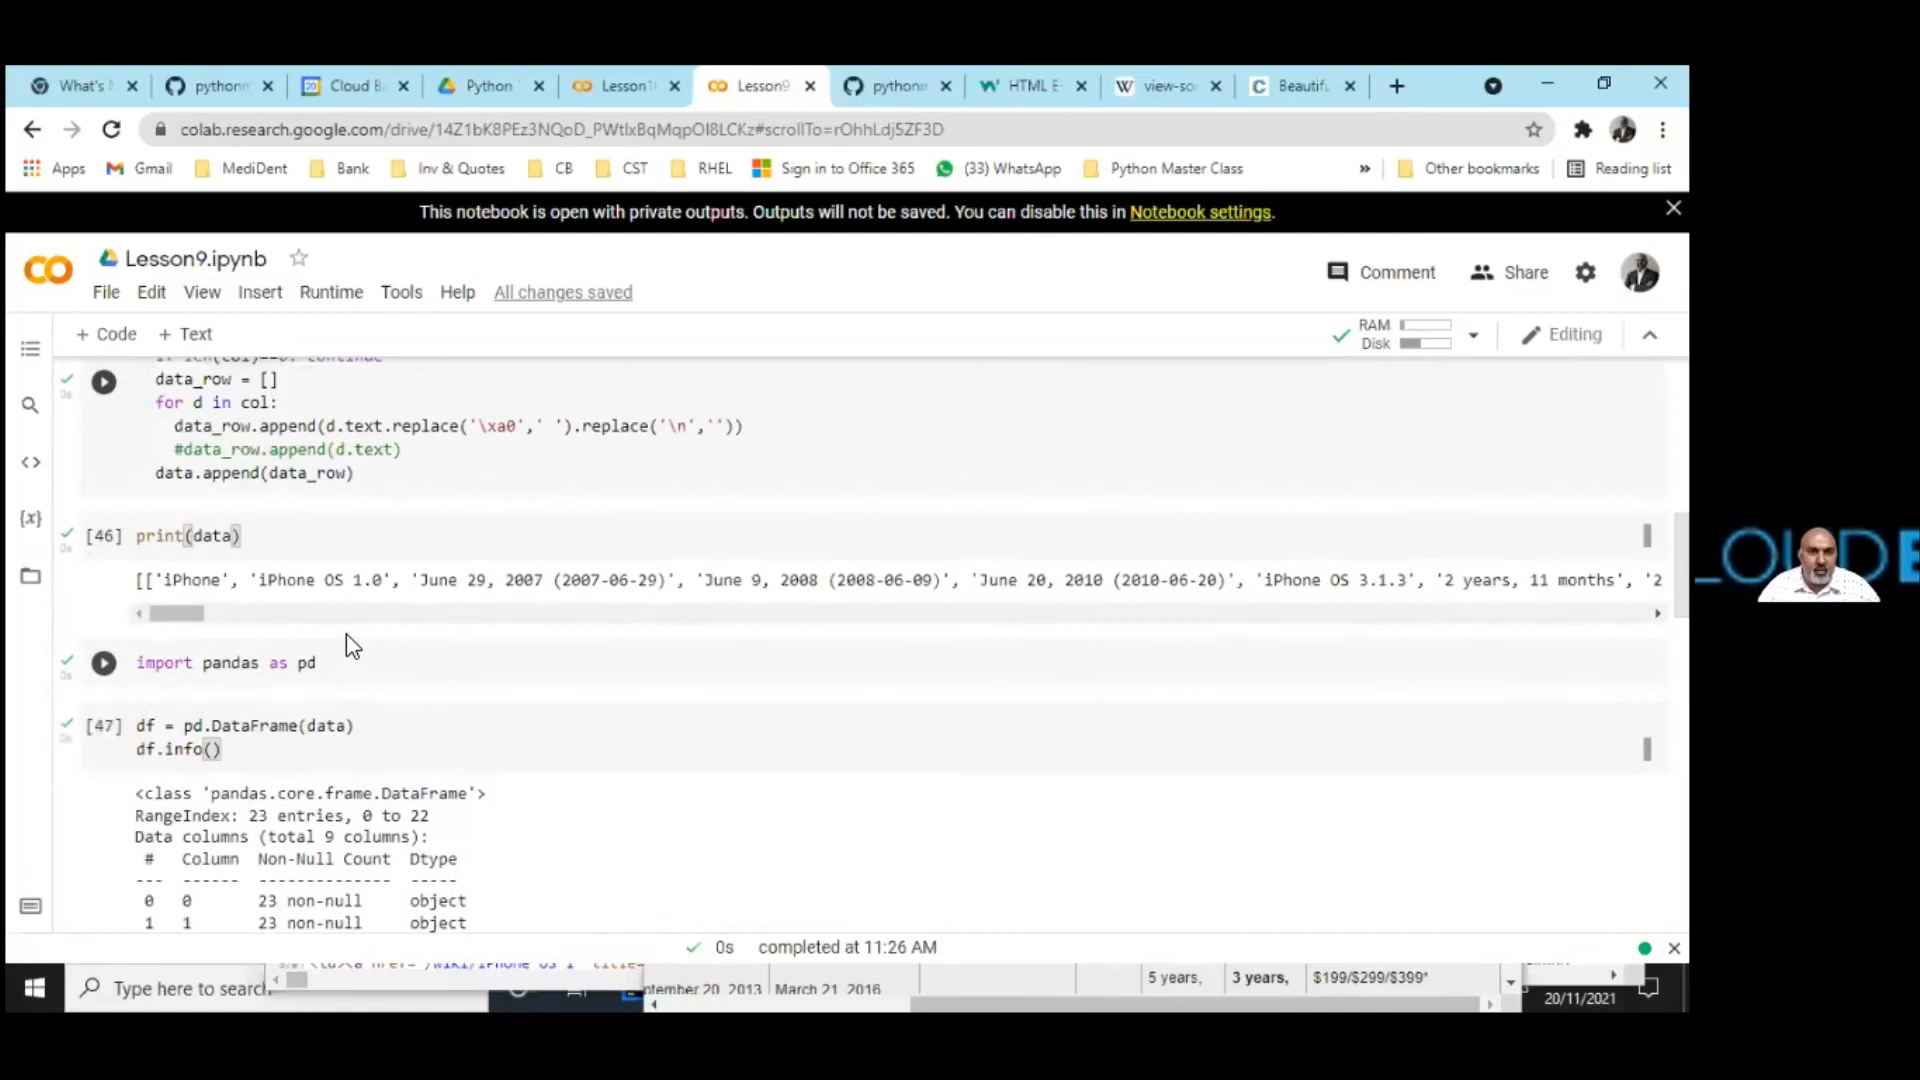 What's
pythonr
Cloud B
Python
Lesson1
Lesson9
pythonr
HTML E
view-so
Beautifu
colab.research.google.com/drive/14Z1bK8PEz3NQoD_PWtlxBqMqpOI8LCKz#scrollTo=rOhhLdj5ZF3D
Apps
Gmail
MediDent
Bank
Inv & Quotes
CB
CST
RHEL
Sign in to Office 365
(33) WhatsApp
Python Master Class
»
Other bookmarks
Reading list
This notebook is open with private outputs. Outputs will not be saved. You can disable this in Notebook settings.
Lesson9.ipynb
Comment
Share
File Edit View Insert Runtime Tools Help All changes saved
+ Code + Text
RAM
Disk
Editing
data_row = []
for d in col:
data_row.append(d.text.replace('\xa0',' ').replace('\n',''))
#data_row.append(d.text)
data.append(data_row)
[46] print(data)
[['iPhone', 'iPhone OS 1.0', 'June 29, 2007 (2007-06-29)', 'June 9, 2008 (2008-06-09)', 'June 20, 2010 (2010-06-20)', 'iPhone OS 3.1.3', '2 years, 11 months', '2
import pandas as pd
[47] df = pd.DataFrame(data)
df.info()
<class 'pandas.core.frame.DataFrame'>
RangeIndex: 23 entries, 0 to 22
Data columns (total 9 columns):
# Column Non-Null Count Dtype
--- ------ -------------- -----
0 0 23 non-null object
1 1 23 non-null object
0s completed at 11:26 AM
Type here to search
March 21, 2016
5 years,
3 years,
$199/$299/$399*
20/11/2021